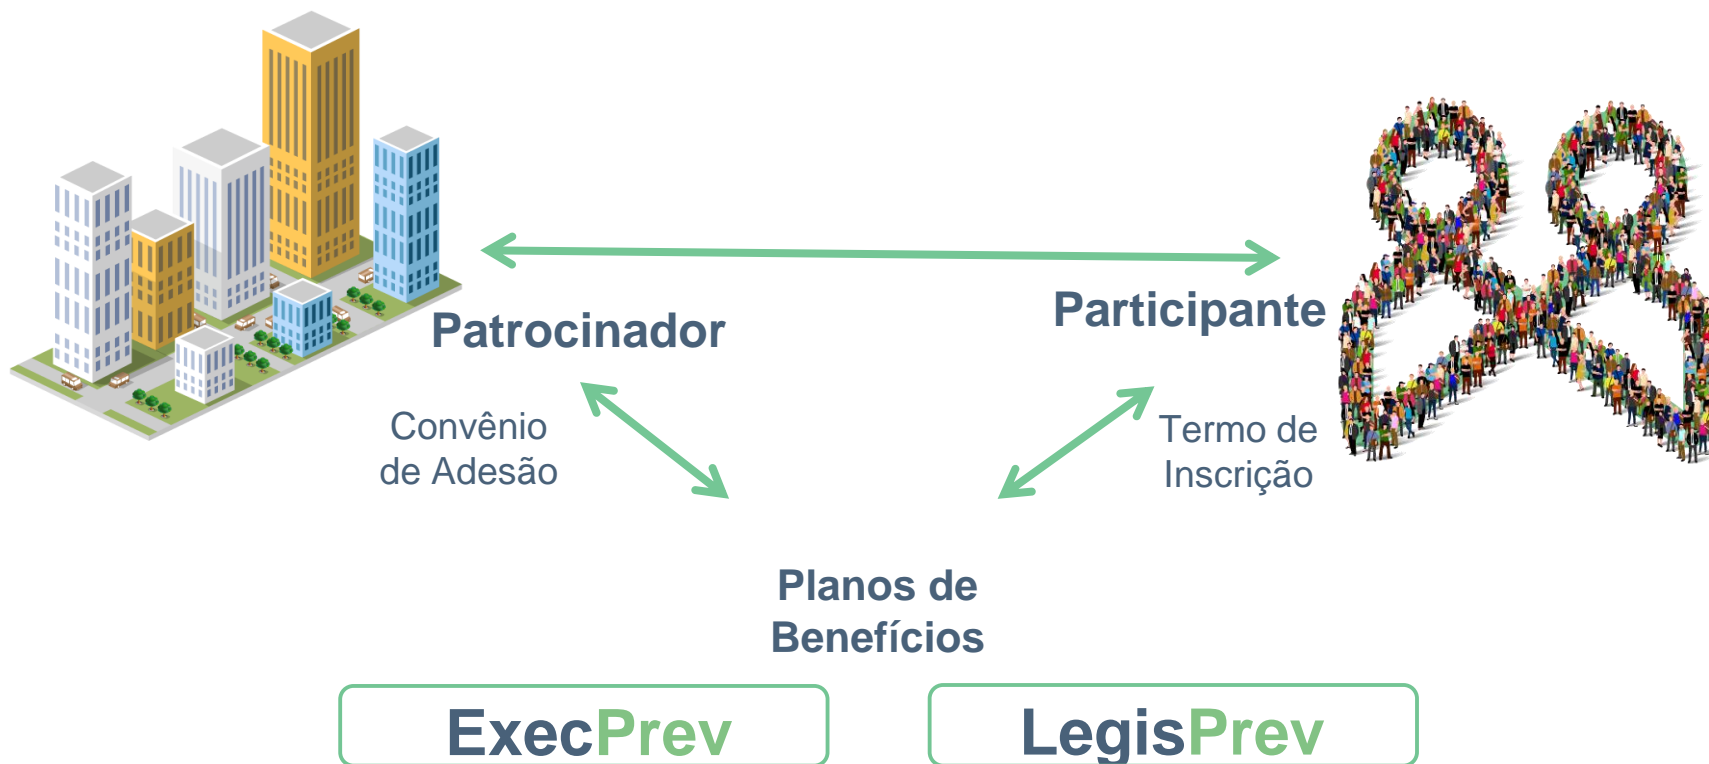 Patrocinador
Participante
Convênio
de Adesão
Termo de
Inscrição
Planos de
Benefícios
ExecPrev
LegisPrev